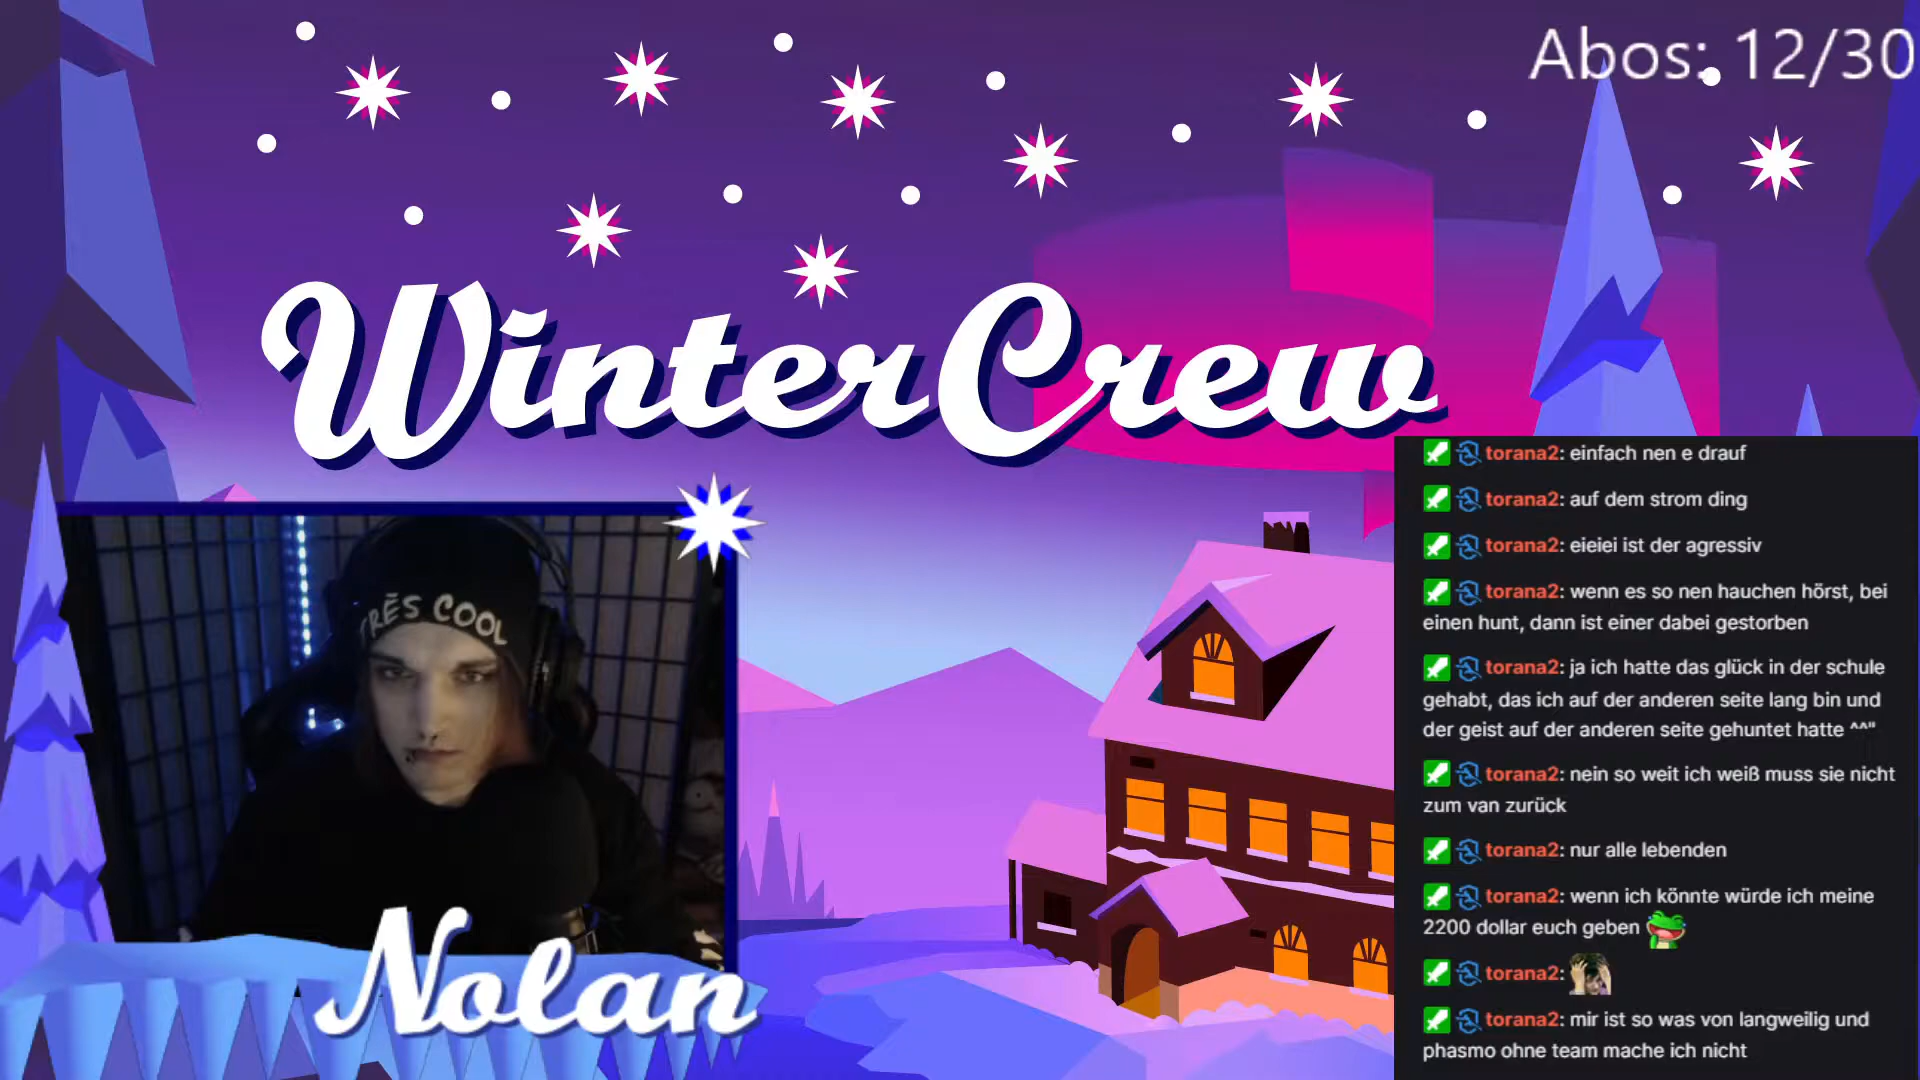 Abos: 12/30
WinterCrew
TRÈS COOL
Nolan
torana2: einfach nen e drauf
torana2: auf dem strom ding
torana2: eieiei ist der agressiv
torana2: wenn es so nen hauchen hörst, bei
einen hunt, dann ist einer dabei gestorben
torana2: ja ich hatte das glück in der schule
gehabt, das ich auf der anderen seite lang bin und
der geist auf der anderen seite gehuntet hatte ^^"
torana2: nein so weit ich weiß muss sie nicht
zum van zurück
torana2: nur alle lebenden
torana2: wenn ich könnte würde ich meine
2200 dollar euch geben
torana2:
torana2: mir ist so was von langweilig und
phasmo ohne team mache ich nicht